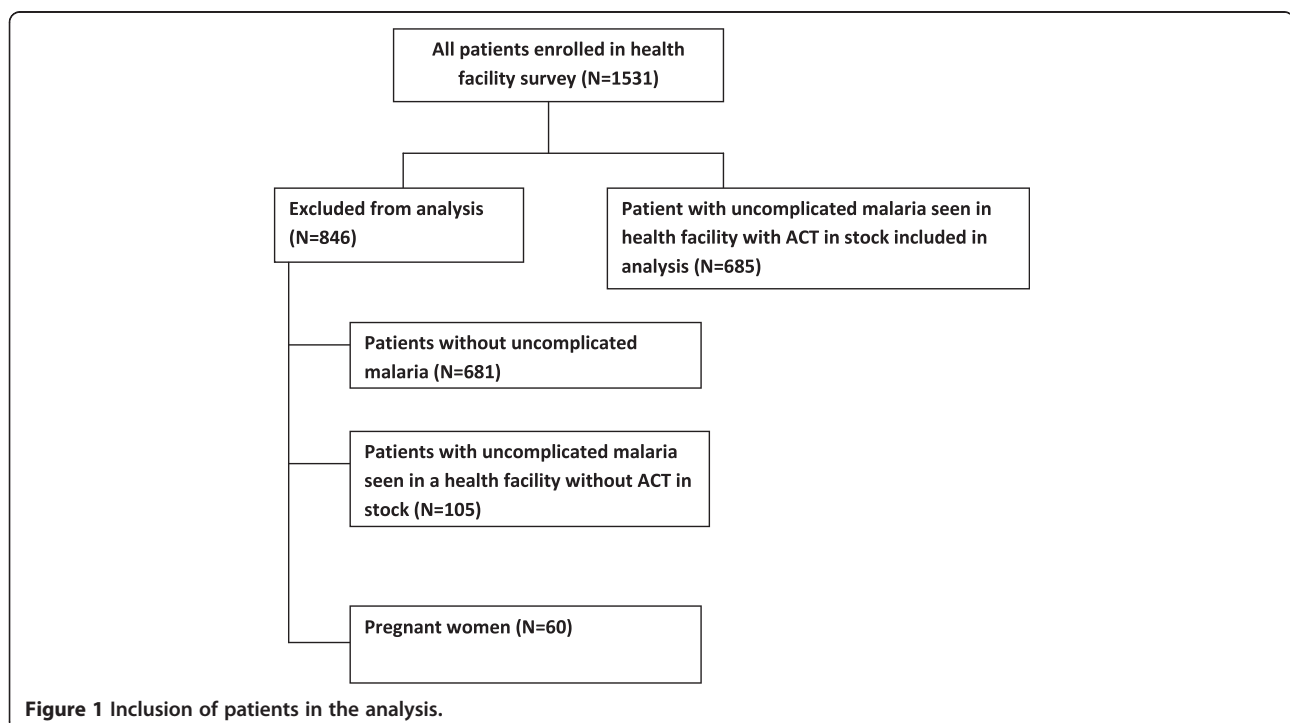 All patients enrolled in health
facility survey (N=1531)
Excluded from analysis
(N=846)
Patient with uncomplicated malaria seen in
health facility with ACT in stock included in
analysis (N=685)
Patients without uncomplicated
malaria (N=681)
Patients with uncomplicated malaria
seen in a health facility without ACT in
stock (N=105)
Pregnant women (N=60)
Figure 1 Inclusion of patients in the analysis.